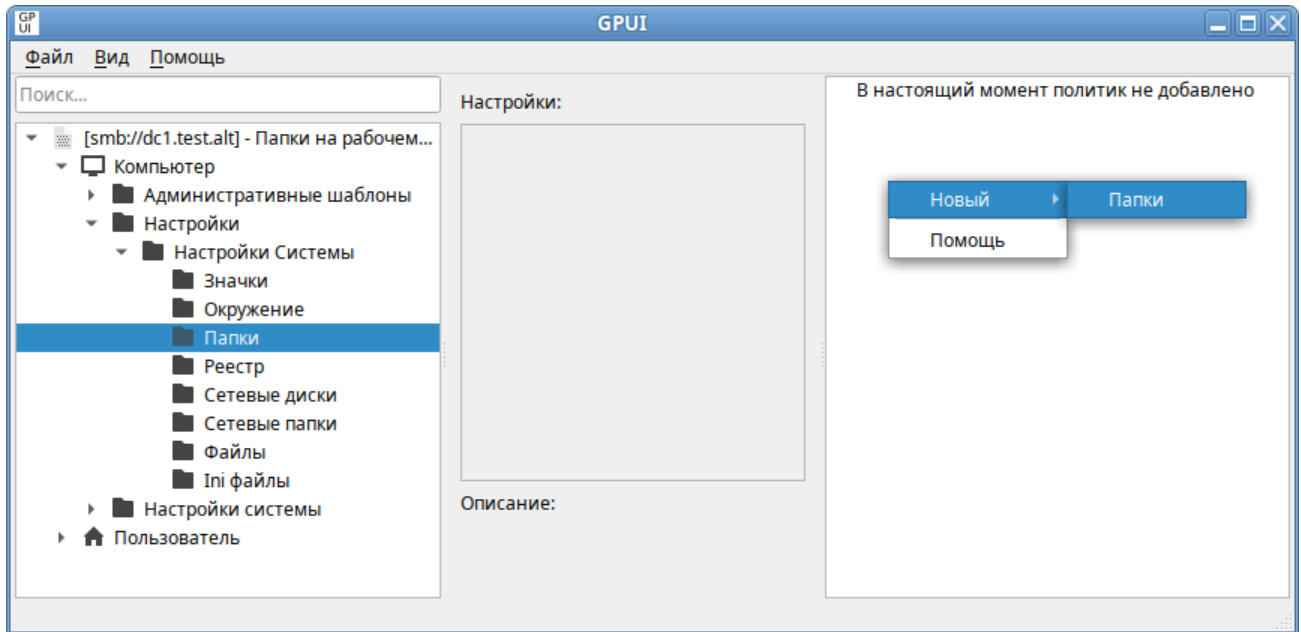 GPUI
GPUI
Файл Вид Помощь
Поиск...
[smb://dc1.test.alt] - Папки на рабочем...
Компьютер
Административные шаблоны
Настройки
Настройки Системы
Значки
Окружение
Папки
Реестр
Сетевые диски
Сетевые папки
Файлы
Ini файлы
Настройки системы
Пользователь
Настройки:
Описание:
В настоящий момент политик не добавлено
Новый
Папки
Помощь